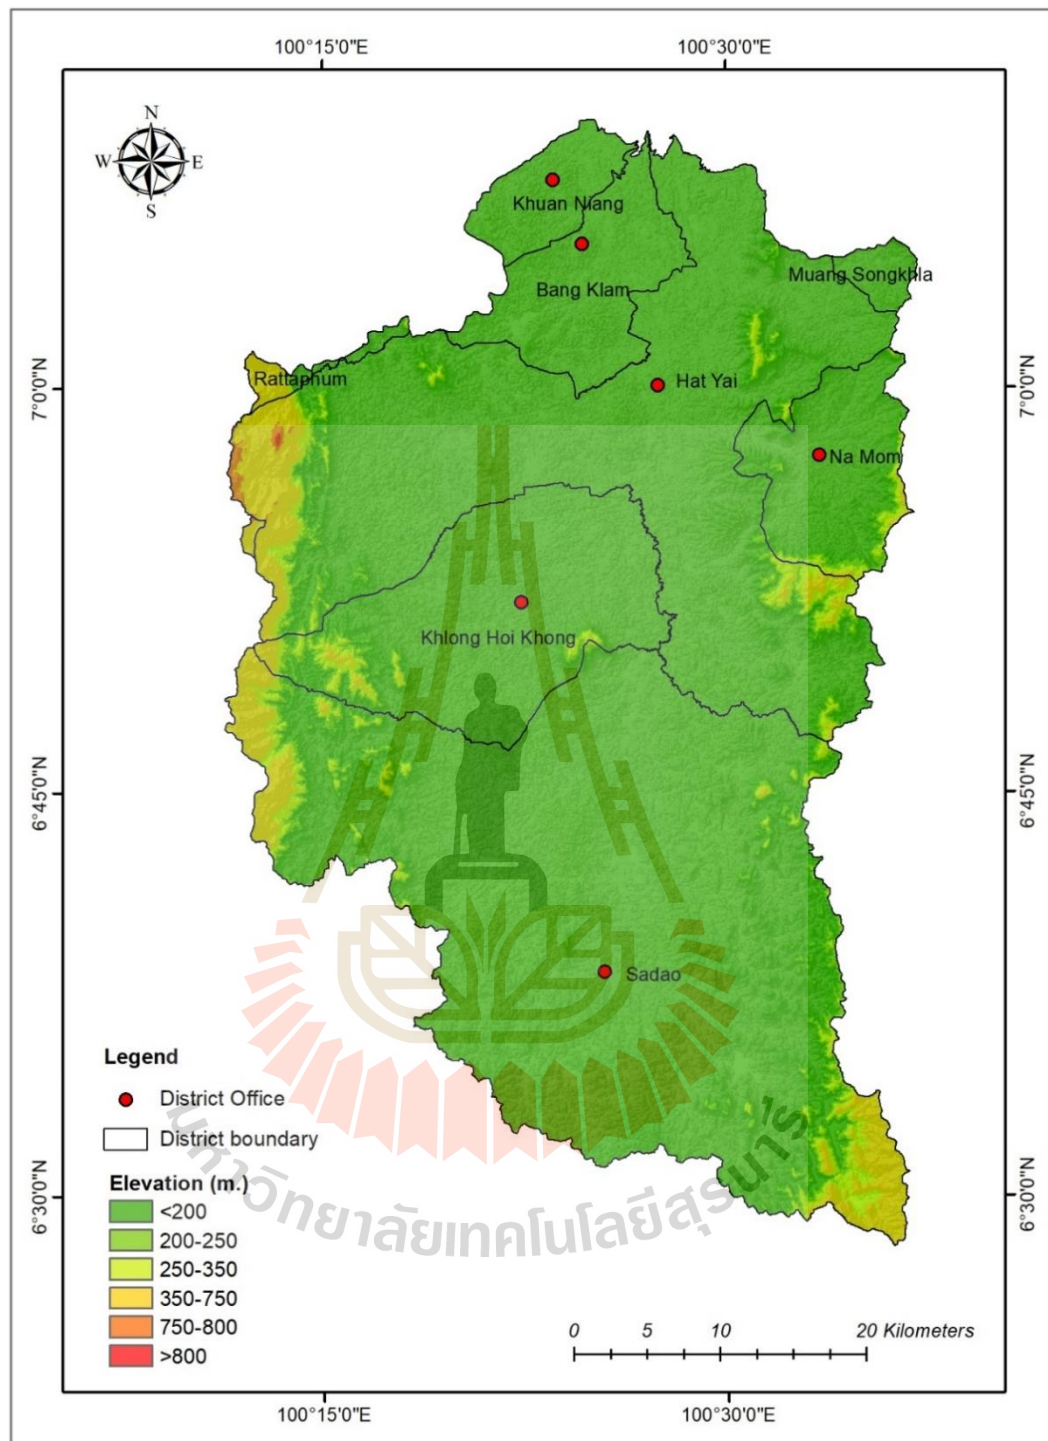 100°15'0"E 100°30'0"E
N
W E
S
Khuan Niang
Muang Songkhla
Bang Klam
Rattaphum
Hat Yai
7°0'0"N 7°0'0"N
Na Mom
Khlong Hoi Khong
6°45'0"N 6°45'0"N
Sadao
Legend
District Office
District boundary
Elevation (m.)
<200
200-250
250-350
350-750
750-800
>800
6°30'0"N 6°30'0"N
มหาวิทยาลัยเทคโนโลยีสุรนารี
0 5 10 20 Kilometers
100°15'0"E 100°30'0"E